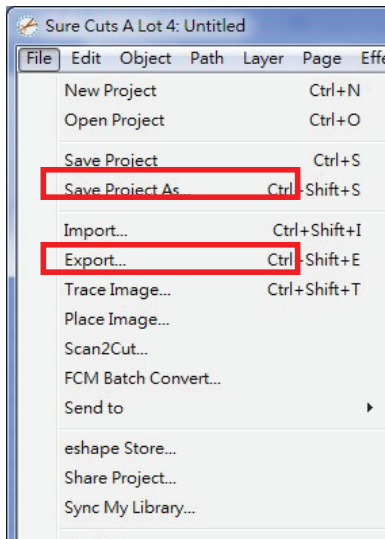 Sure Cuts A Lot 4: Untitled
File Edit Object Path Layer Page Effe
New Project Ctrl+N
Open Project Ctrl+O
Save Project Ctrl+S
Save Project As... Ctrl+Shift+S
Import... Ctrl+Shift+I
Export... Ctrl+Shift+E
Trace Image... Ctrl+Shift+T
Place Image...
Scan2Cut...
FCM Batch Convert...
Send to
eshape Store...
Share Project...
Sync My Library...